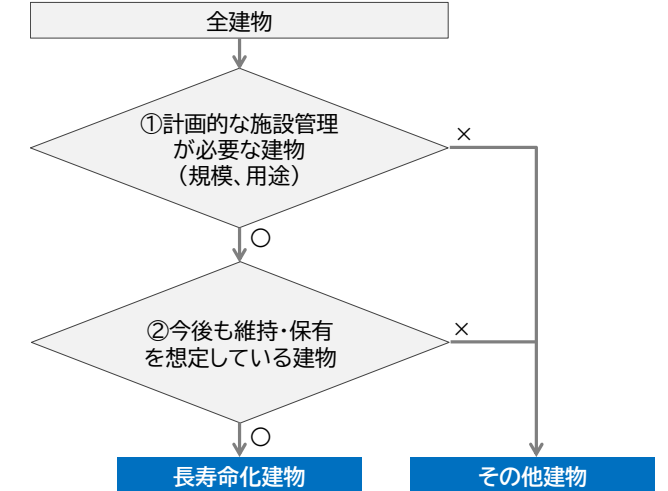 全建物
①計画的な施設管理
が必要な建物
（規模、用途）
×
○
②今後も維持・保有
を想定している建物
×
○
長寿命化建物
その他建物